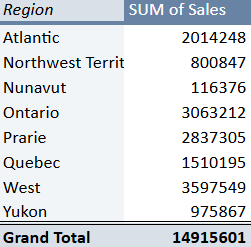 Region SUM of Sales
Atlantic 2014248
Northwest Territ 800847
Nunavut 116376
Ontario 3063212
Prarie 2837305
Quebec 1510195
West 3597549
Yukon 975867
Grand Total 14915601